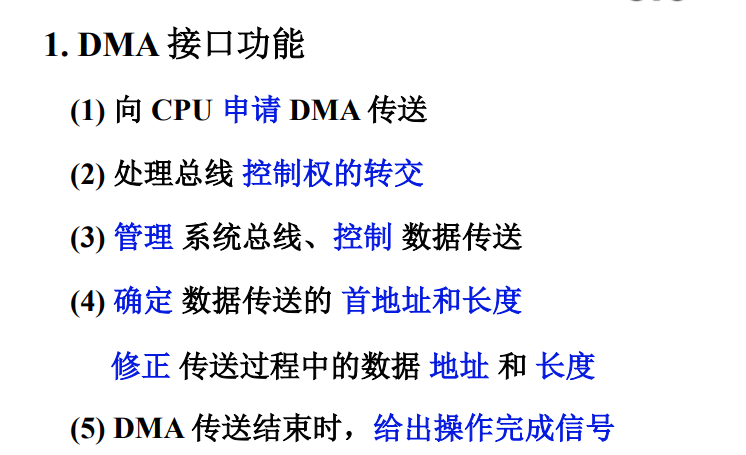 1. DMA 接口功能
(1) 向 CPU 申请 DMA 传送
(2) 处理总线 控制权的转交
(3) 管理 系统总线、控制 数据传送
(4) 确定 数据传送的 首地址和长度
修正 传送过程中的数据 地址 和 长度
(5) DMA 传送结束时，给出操作完成信号